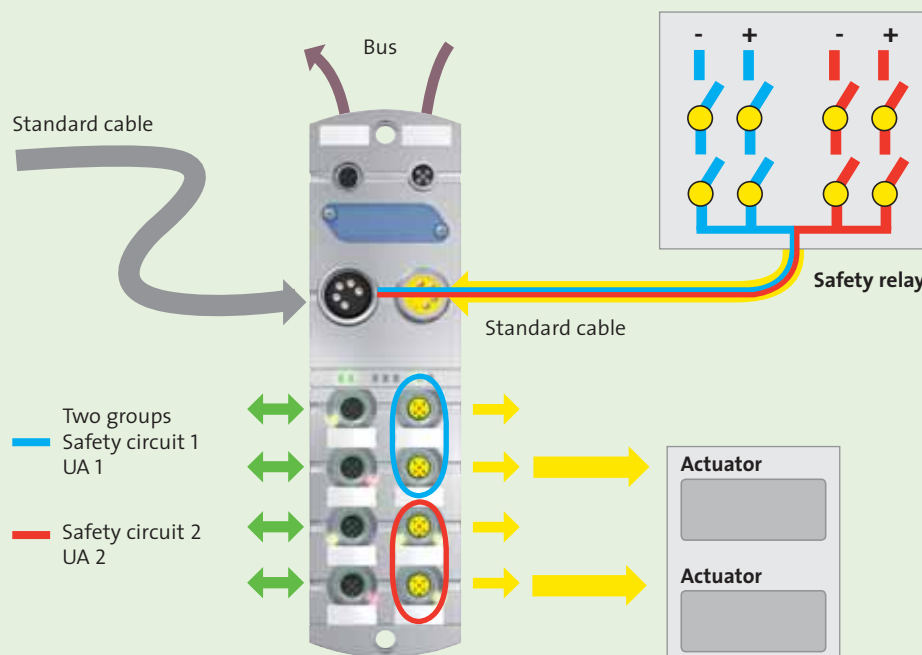 Bus
- + - +
Standard cable
Safety relay
Standard cable
Two groups
Safety circuit 1
UA 1
Safety circuit 2
UA 2
Actuator
Actuator